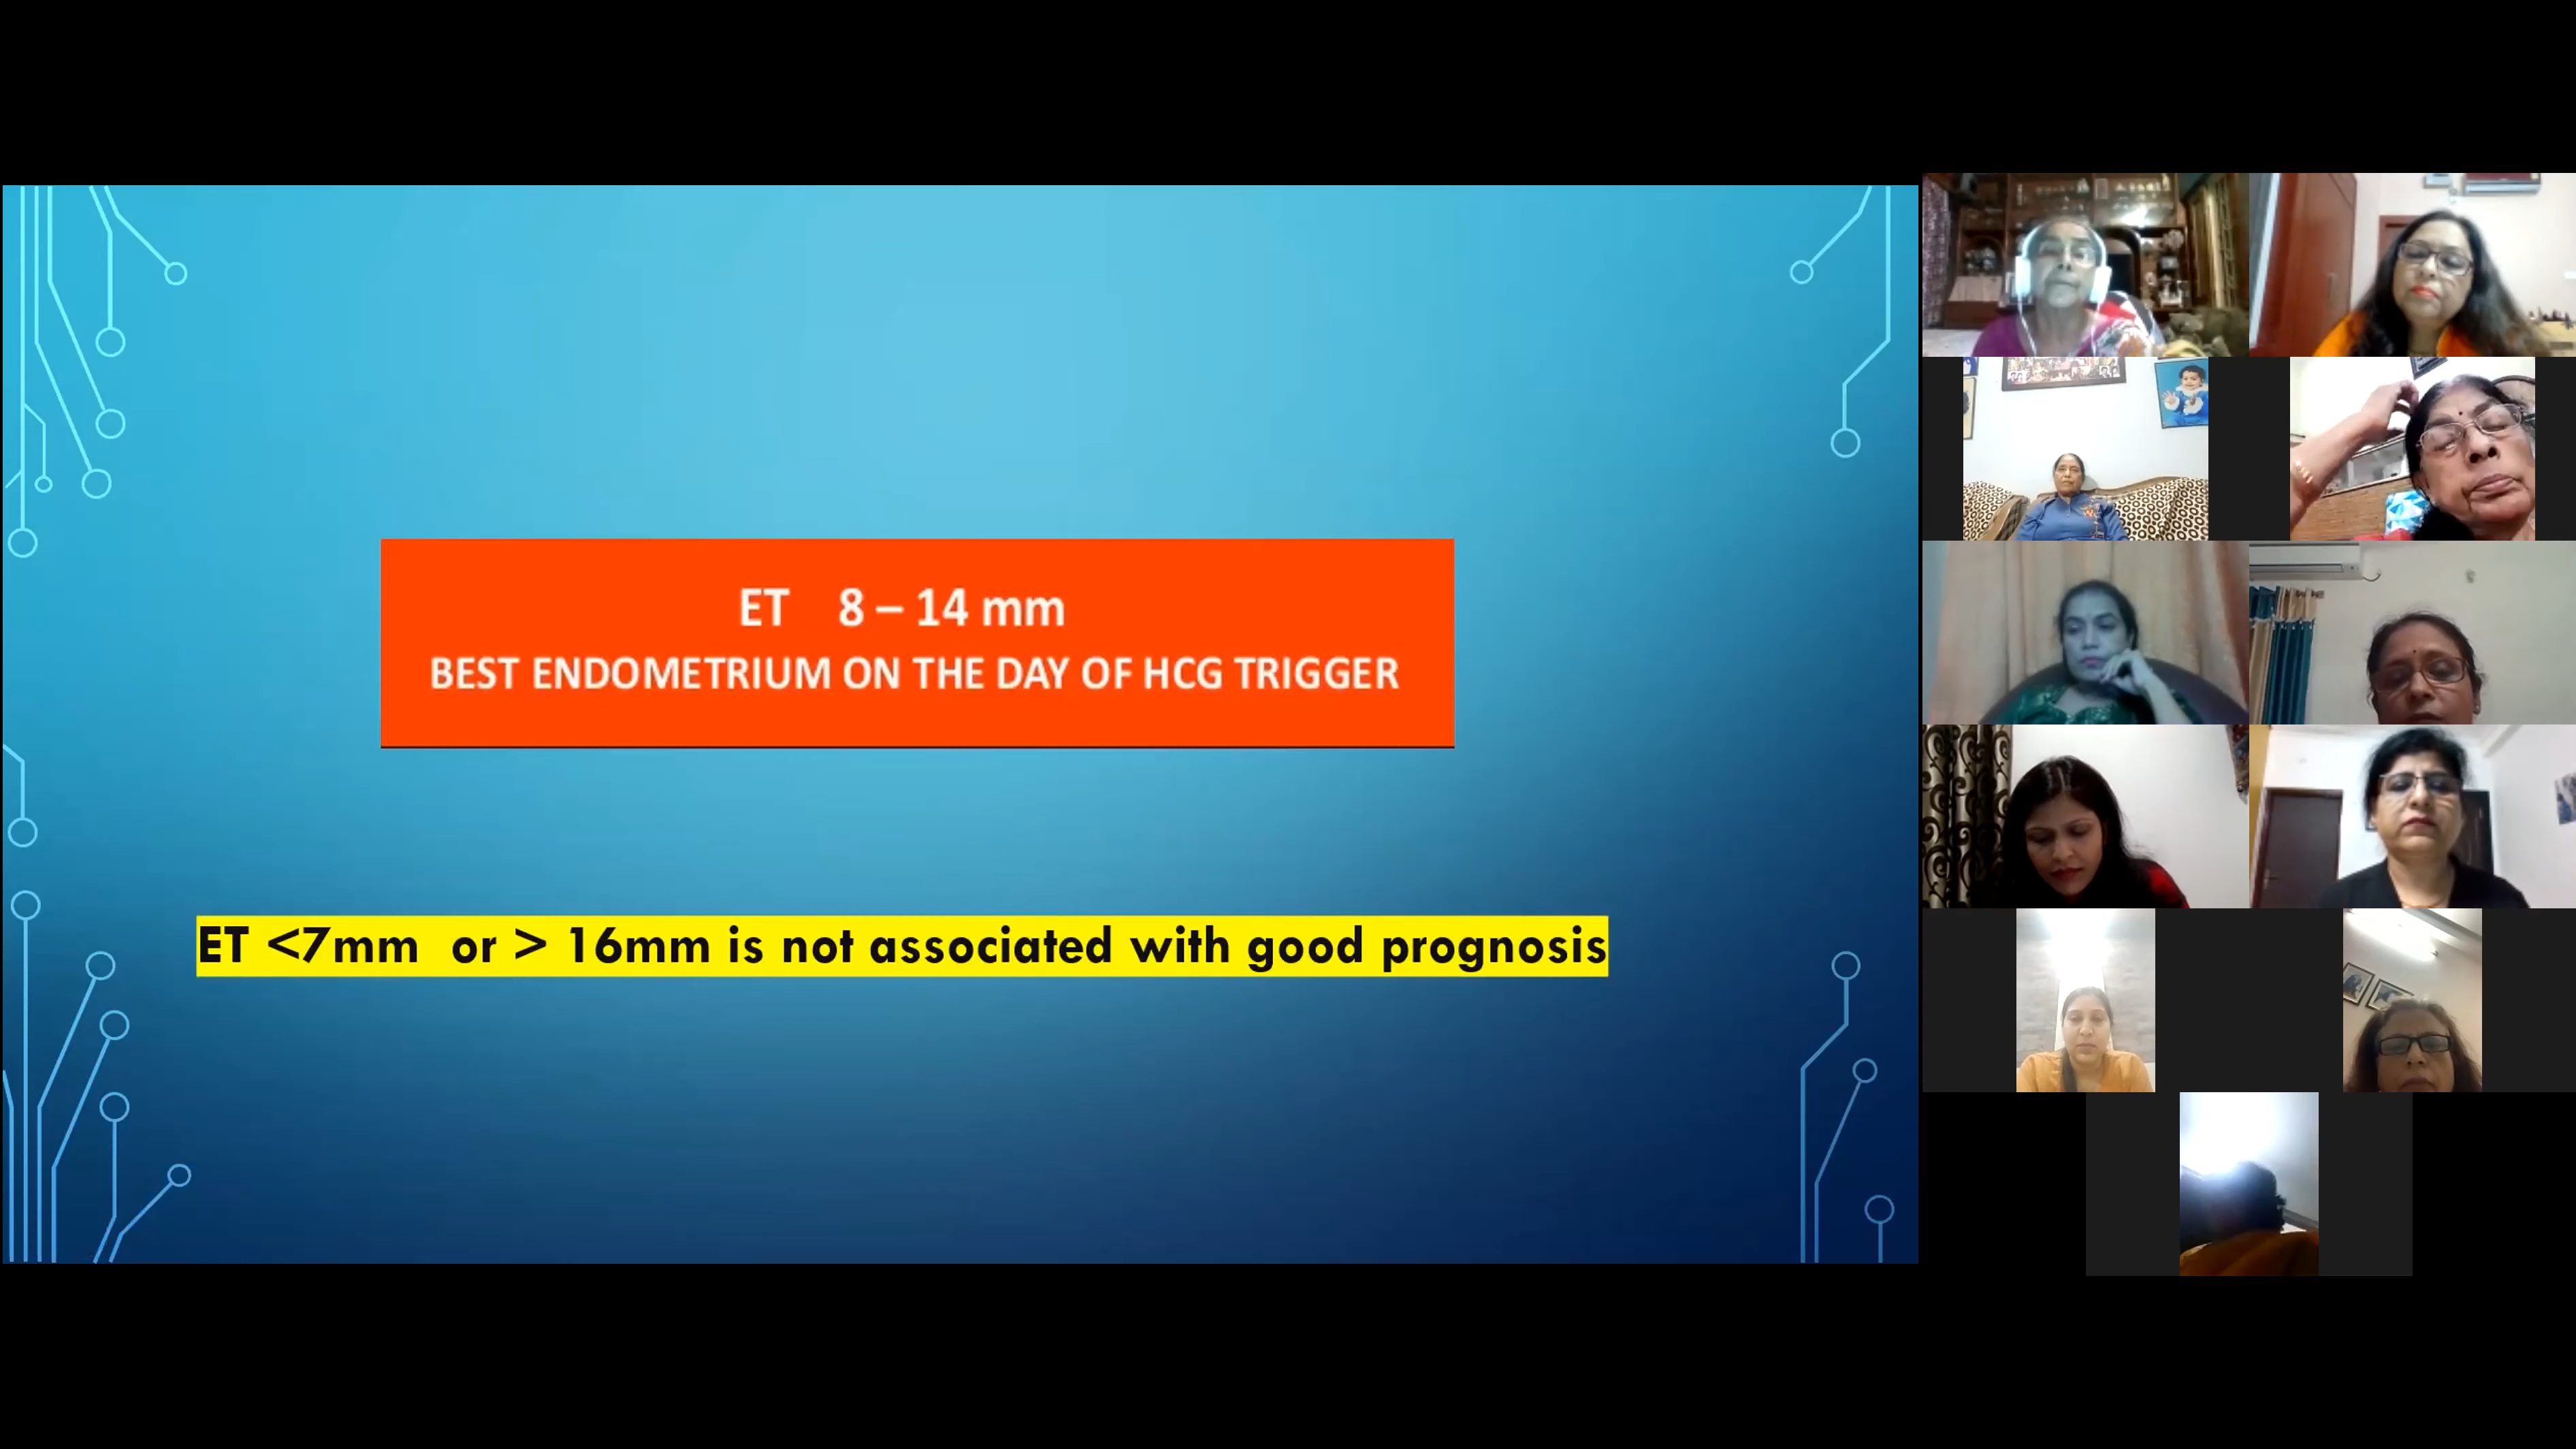 ET 8 – 14 mm
BEST ENDOMETRIUM ON THE DAY OF HCG TRIGGER
ET <7mm or > 16mm is not associated with good prognosis